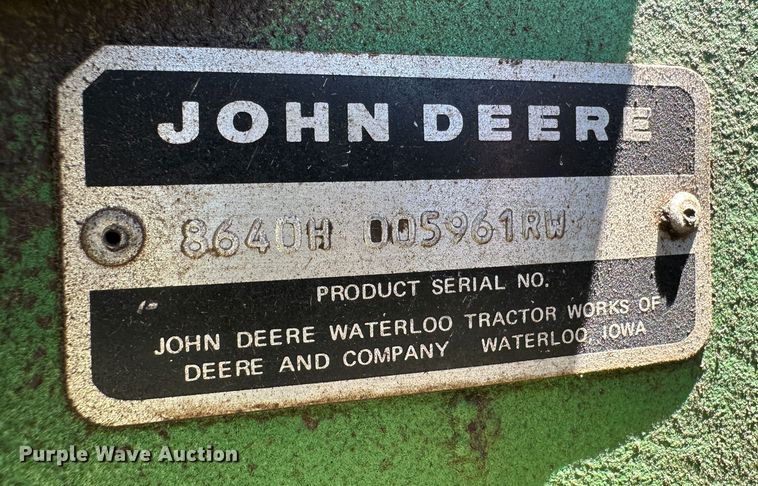 JOHN DEERE
8640H 005961RW
PRODUCT SERIAL NO.
JOHN DEERE WATERLOO TRACTOR WORKS OF
DEERE AND COMPANY WATERLOO, IOWA
Purple Wave Auction